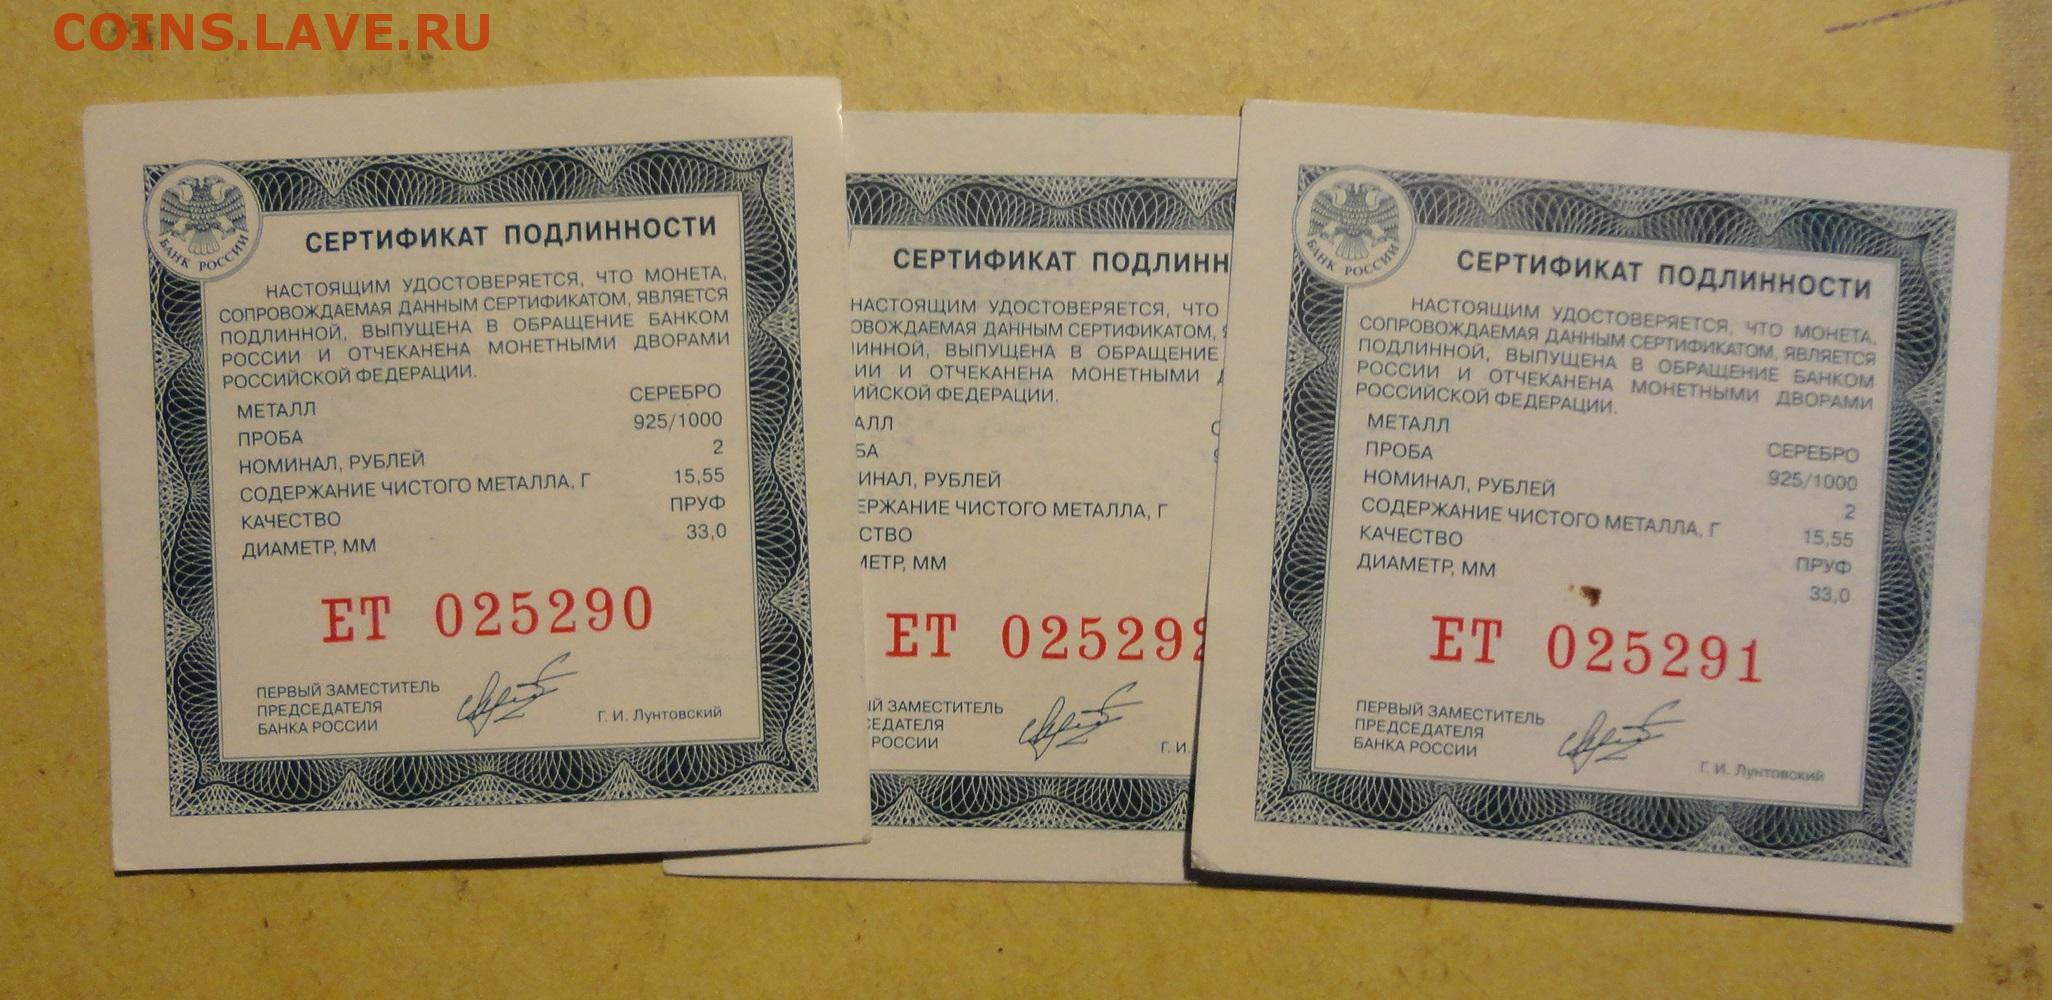 COINS.LAVE.RU
БАНК РОССИИ
СЕРТИФИКАТ ПОДЛИННОСТИ
НАСТОЯЩИМ УДОСТОВЕРЯЕТСЯ, ЧТО МОНЕТА,
СОПРОВОЖДАЕМАЯ ДАННЫМ СЕРТИФИКАТОМ, ЯВЛЯЕТСЯ
ПОДЛИННОЙ, ВЫПУЩЕНА В ОБРАЩЕНИЕ БАНКОМ
РОССИИ И ОТЧЕКАНЕНА МОНЕТНЫМИ ДВОРАМИ
РОССИЙСКОЙ ФЕДЕРАЦИИ.
МЕТАЛЛ СЕРЕБРО
ПРОБА 925/1000
НОМИНАЛ, РУБЛЕЙ 2
СОДЕРЖАНИЕ ЧИСТОГО МЕТАЛЛА, Г 15,55
КАЧЕСТВО ПРУФ
ДИАМЕТР, ММ 33,0
ЕТ 025290
ПЕРВЫЙ ЗАМЕСТИТЕЛЬ
ПРЕДСЕДАТЕЛЯ
БАНКА РОССИИ Г. И. Лунтовский
СЕРТИФИКАТ ПОДЛИНН
НАСТОЯЩИМ УДОСТОВЕРЯЕТСЯ, ЧТО
ОВОЖДАЕМАЯ ДАННЫМ СЕРТИФИКАТОМ,
ЛИННОЙ, ВЫПУЩЕНА В ОБРАЩЕНИЕ
ИИ И ОТЧЕКАНЕНА МОНЕТНЫМИ
ИЙСКОЙ ФЕДЕРАЦИИ.
АЛЛ
БА
ИНАЛ, РУБЛЕЙ
ЕРЖАНИЕ ЧИСТОГО МЕТАЛЛА, Г
СТВО
МЕТР, ММ
ЕТ 025292
ЫЙ ЗАМЕСТИТЕЛЬ
СЕДАТЕЛЯ
РОССИИ Г. И.
БАНК РОССИИ
СЕРТИФИКАТ ПОДЛИННОСТИ
НАСТОЯЩИМ УДОСТОВЕРЯЕТСЯ, ЧТО МОНЕТА,
СОПРОВОЖДАЕМАЯ ДАННЫМ СЕРТИФИКАТОМ, ЯВЛЯЕТСЯ
ПОДЛИННОЙ, ВЫПУЩЕНА В ОБРАЩЕНИЕ БАНКОМ
РОССИИ И ОТЧЕКАНЕНА МОНЕТНЫМИ ДВОРАМИ
РОССИЙСКОЙ ФЕДЕРАЦИИ.
МЕТАЛЛ СЕРЕБРО
ПРОБА 925/1000
НОМИНАЛ, РУБЛЕЙ 2
СОДЕРЖАНИЕ ЧИСТОГО МЕТАЛЛА, Г 15,55
КАЧЕСТВО ПРУФ
ДИАМЕТР, ММ 33,0
ЕТ 025291
ПЕРВЫЙ ЗАМЕСТИТЕЛЬ
ПРЕДСЕДАТЕЛЯ
БАНКА РОССИИ Г. И. Лунтовский